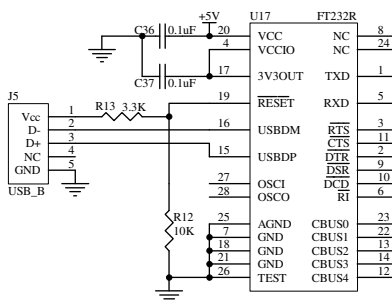 +5V
U17 FT232R
C36 0.1uF
C37 0.1uF
20 VCC NC 8
4 VCCIO NC 24
17 3V3OUT TXD 1
19 RESET RXD 5
J5
Vcc 1 R13 3.3K
D- 2 16 USBDM RTS 3
CTS 11
D+ 3 15 USBDP DTR 2
NC 4 DSR 9
GND 5
USB_B
27 OSCI DCD 10
28 OSCO RI 6
R12
10K
25 AGND CBUS0 23
7 GND CBUS1 22
18 GND CBUS2 13
21 GND CBUS3 14
26 TEST CBUS4 12